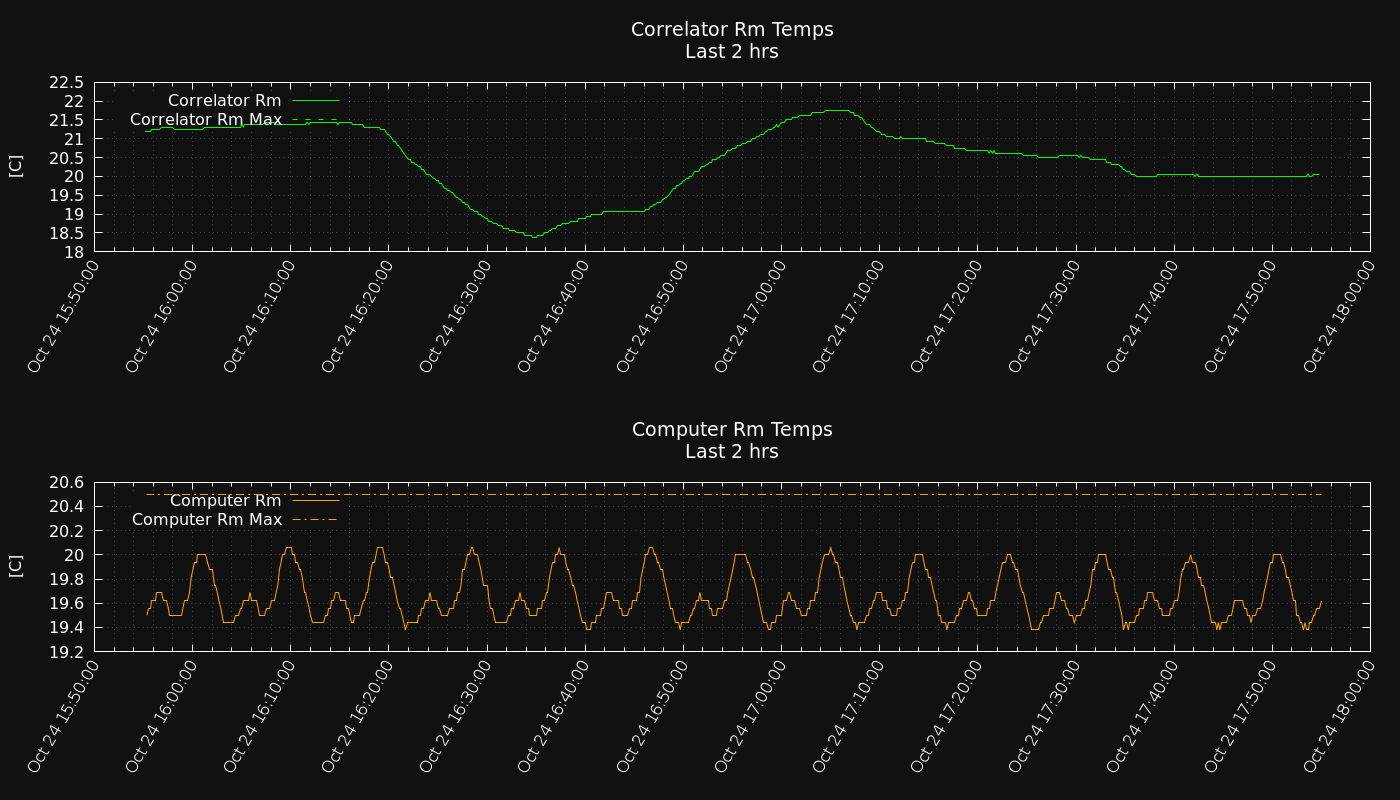 Correlator Rm Temps
Last 2 hrs
22.5
22
21.5
21
20.5
20
19.5
19
18.5
18
[C]
Correlator Rm
Correlator Rm Max
Oct 24 15:50:00
Oct 24 16:00:00
Oct 24 16:10:00
Oct 24 16:20:00
Oct 24 16:30:00
Oct 24 16:40:00
Oct 24 16:50:00
Oct 24 17:00:00
Oct 24 17:10:00
Oct 24 17:20:00
Oct 24 17:30:00
Oct 24 17:40:00
Oct 24 17:50:00
Oct 24 18:00:00
Computer Rm Temps
Last 2 hrs
20.6
20.4
20.2
20
19.8
19.6
19.4
19.2
[C]
Computer Rm
Computer Rm Max
Oct 24 15:50:00
Oct 24 16:00:00
Oct 24 16:10:00
Oct 24 16:20:00
Oct 24 16:30:00
Oct 24 16:40:00
Oct 24 16:50:00
Oct 24 17:00:00
Oct 24 17:10:00
Oct 24 17:20:00
Oct 24 17:30:00
Oct 24 17:40:00
Oct 24 17:50:00
Oct 24 18:00:00